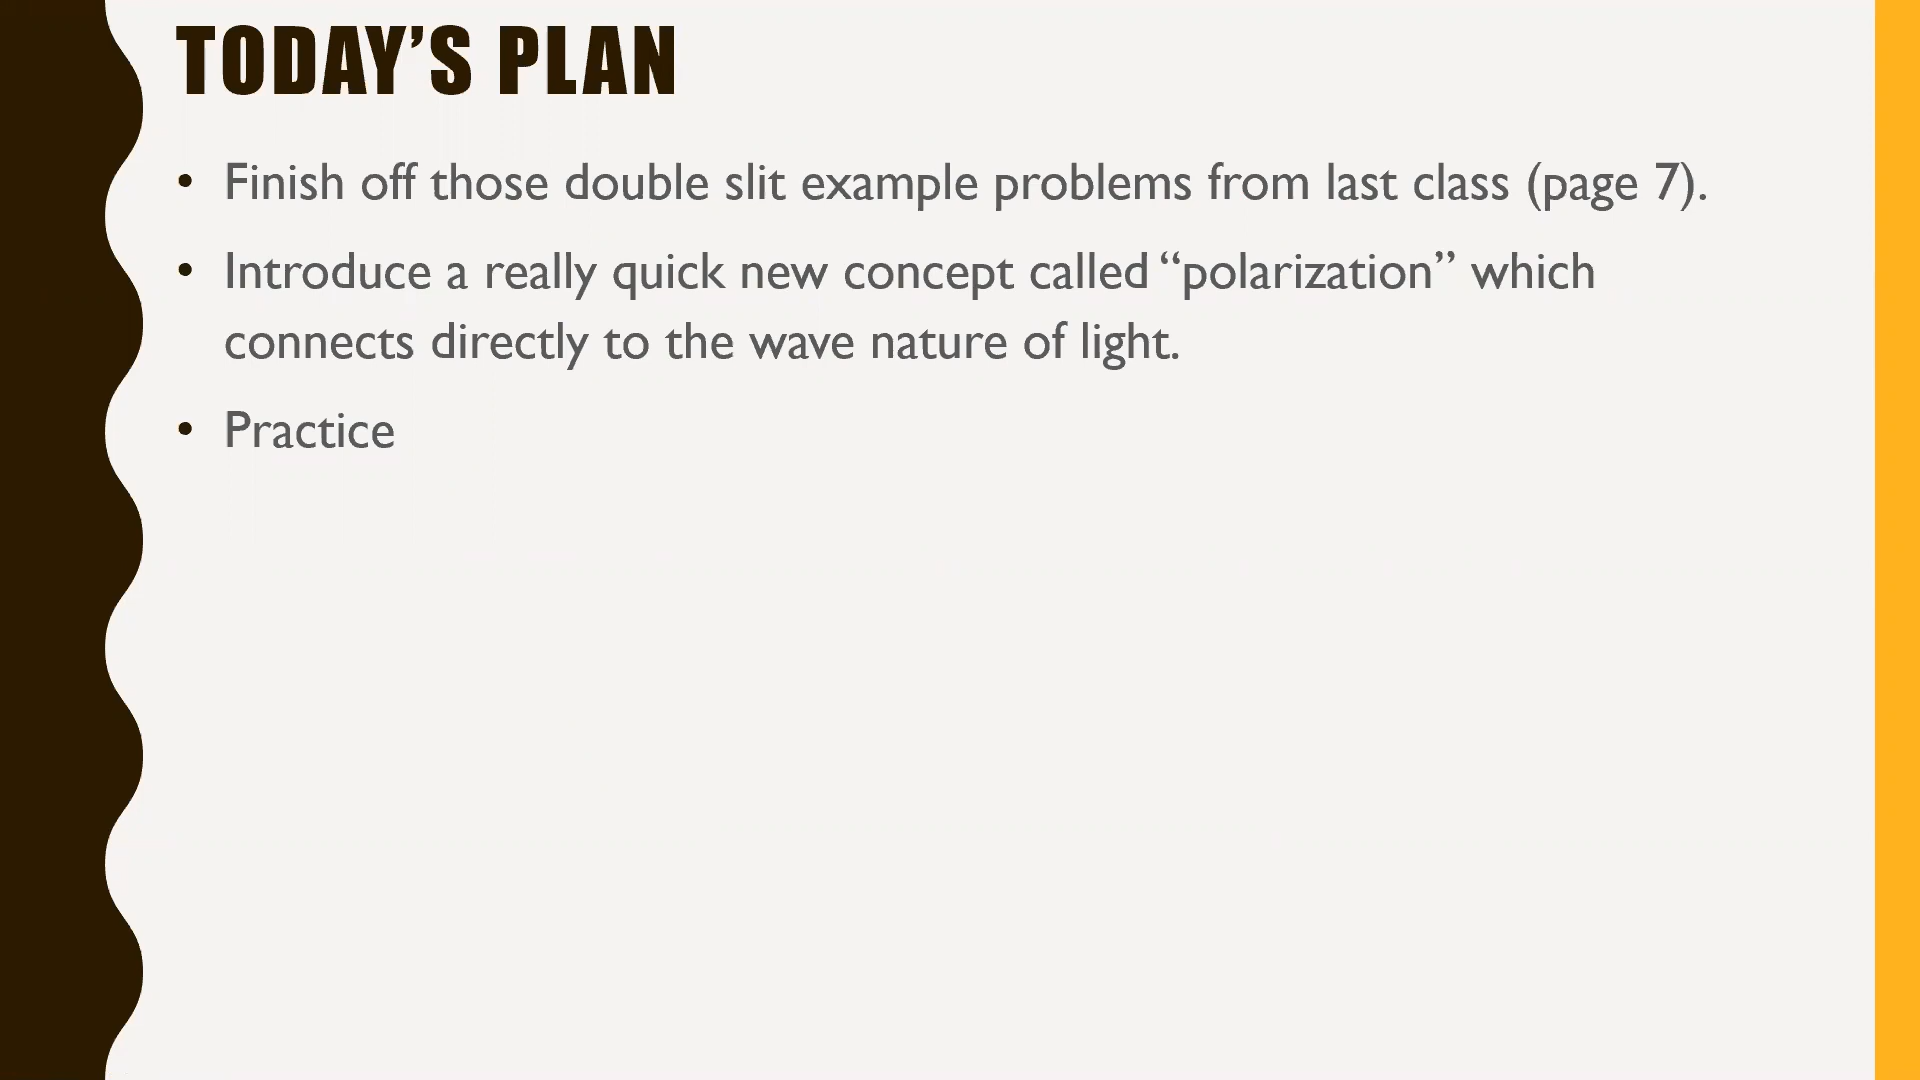 TODAY’S PLAN
• Finish off those double slit example problems from last class (page 7).
• Introduce a really quick new concept called “polarization” which
connects directly to the wave nature of light.
• Practice